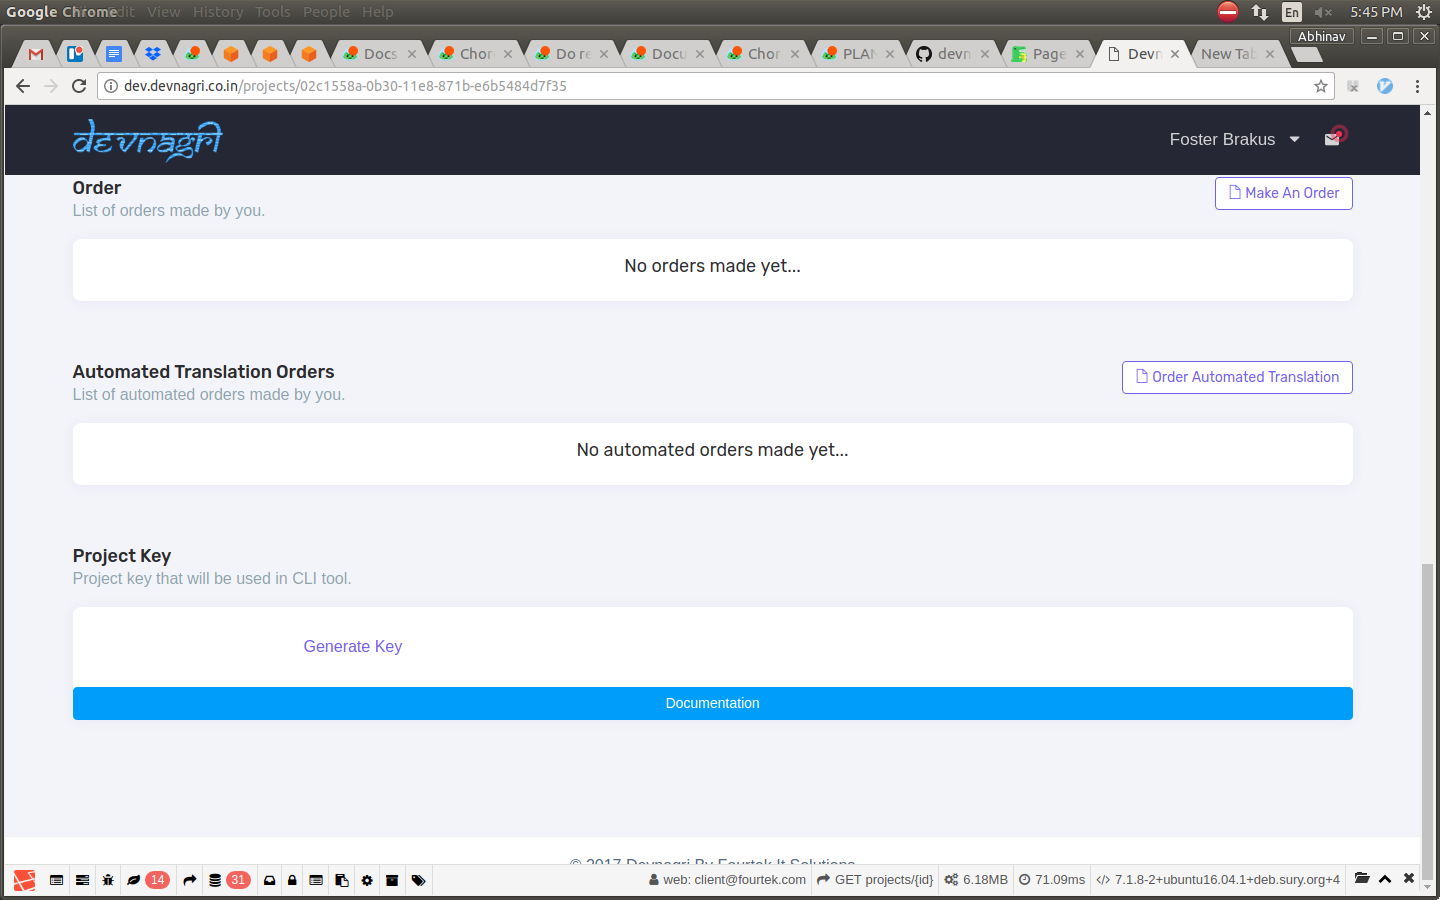 Google Chrome Edit View History Tools People Help
En 5:45 PM
Abhinav
Docs Chor Do re Docu Chor PLAN devn Page Devn New Tab
dev.devnagri.co.in/projects/02c1558a-0b30-11e8-871b-e6b5484d7f35
devnagri
Foster Brakus
Order
Make An Order
List of orders made by you.
No orders made yet...
Automated Translation Orders
Order Automated Translation
List of automated orders made by you.
No automated orders made yet...
Project Key
Project key that will be used in CLI tool.
Generate Key
Documentation
© 2017 Devnagri By Fourtek It Solutions
14 31 web: client@fourtek.com GET projects/{id} 6.18MB 71.09ms 7.1.8-2+ubuntu16.04.1+deb.sury.org+4